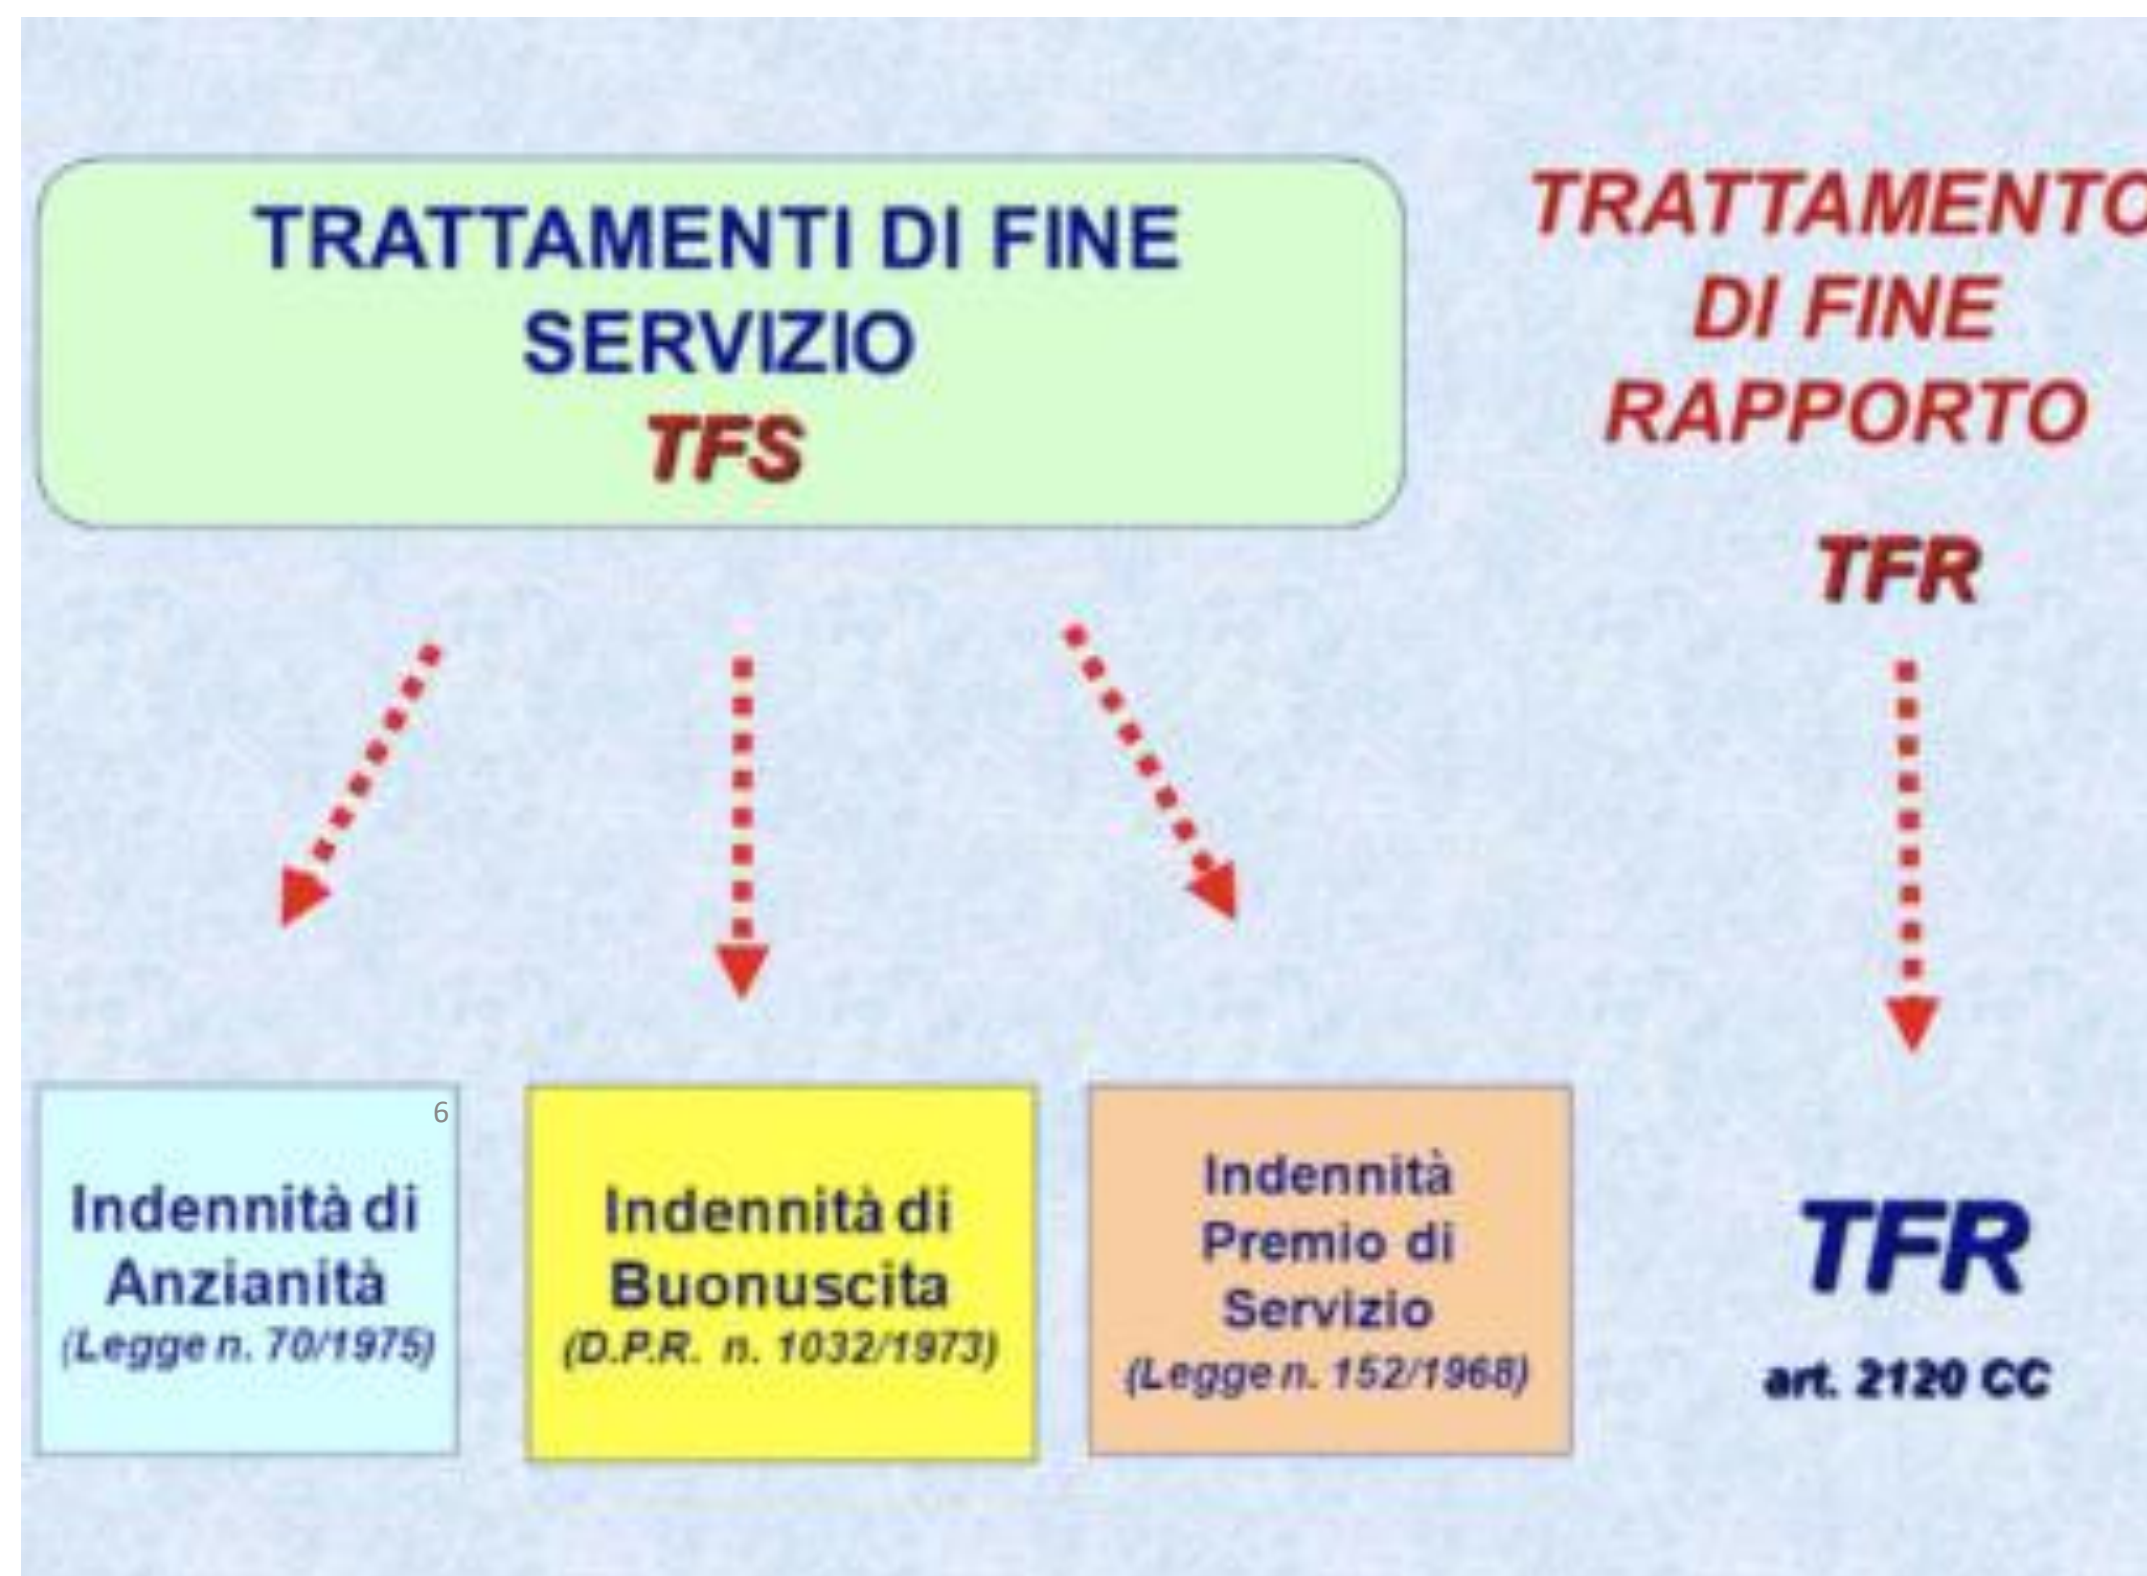 TRATTAMENTI DI FINE
SERVIZIO
TFS
TRATTAMENTO
DI FINE
RAPPORTO
TFR
6
Indennità di
Anzianità
(Legge n. 70/1975)
Indennità di
Buonuscita
(D.P.R. n. 1032/1973)
Indennità
Premio di
Servizio
(Legge n. 152/1968)
TFR
art. 2120 CC